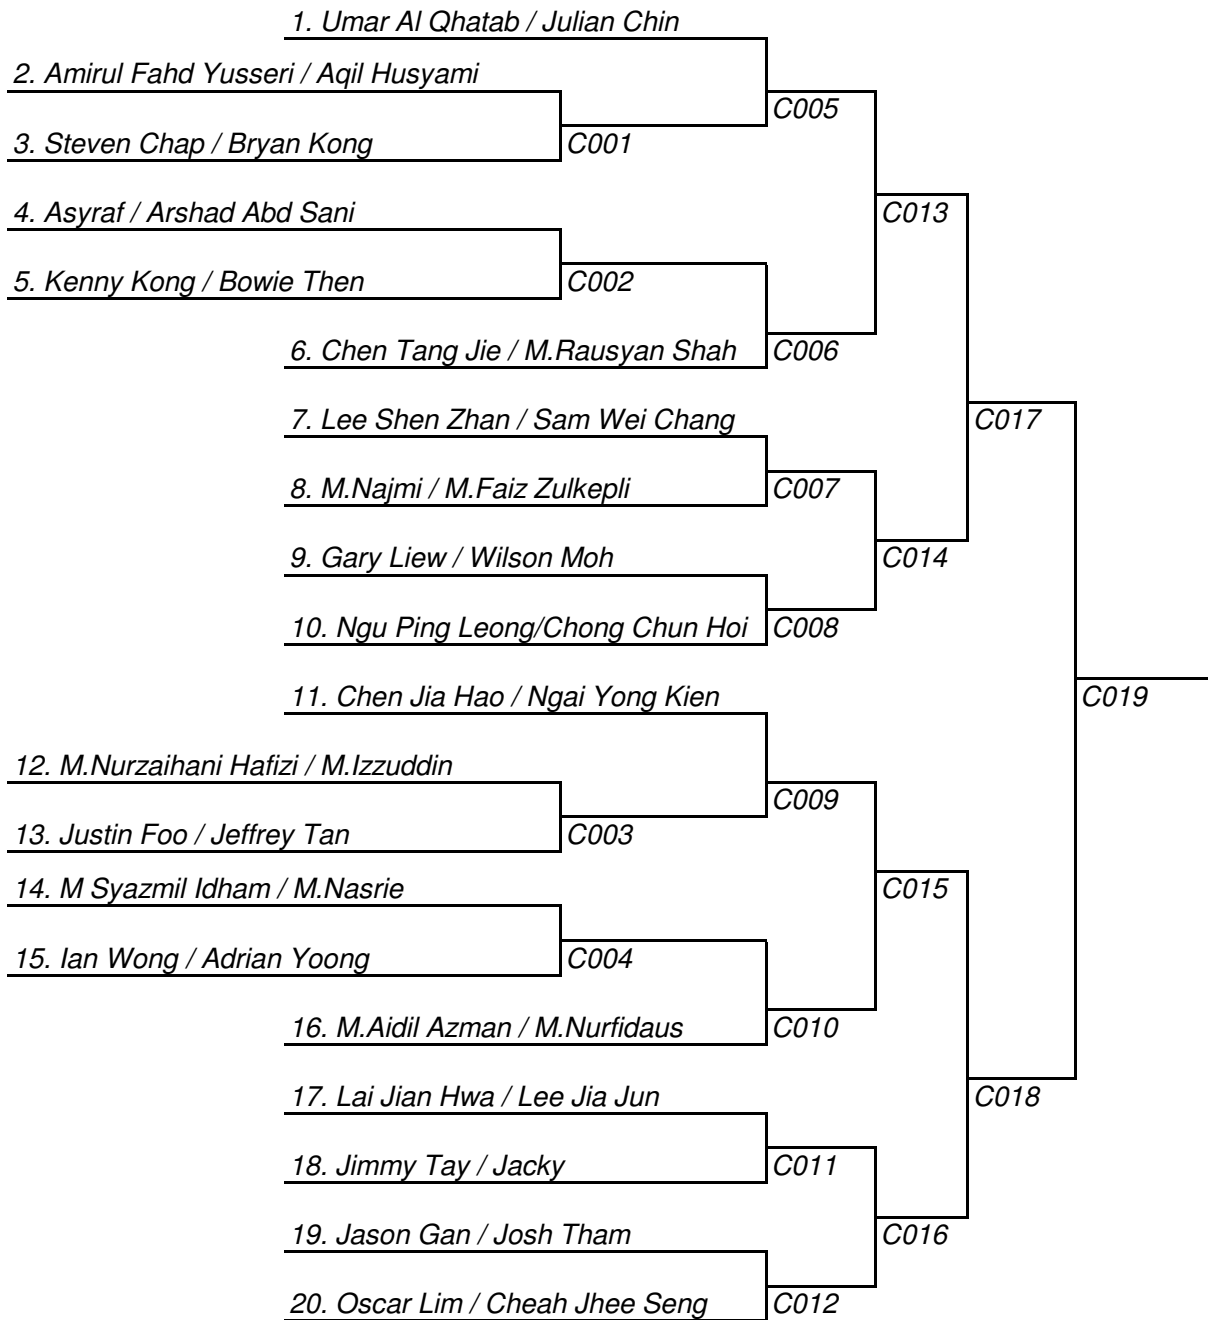 1. Umar Al Qhatab / Julian Chin
2. Amirul Fahd Yusseri / Aqil Husyami
C005
3. Steven Chap / Bryan Kong
C001
4. Asyraf / Arshad Abd Sani
C013
5. Kenny Kong / Bowie Then
C002
6. Chen Tang Jie / M.Rausyan Shah
C006
7. Lee Shen Zhan / Sam Wei Chang
C017
8. M.Najmi / M.Faiz Zulkepli
C007
9. Gary Liew / Wilson Moh
C014
10. Ngu Ping Leong/Chong Chun Hoi
C008
11. Chen Jia Hao / Ngai Yong Kien
C019
12. M.Nurzaihani Hafizi / M.Izzuddin
C009
13. Justin Foo / Jeffrey Tan
C003
14. M Syazmil Idham / M.Nasrie
C015
15. Ian Wong / Adrian Yoong
C004
16. M.Aidil Azman / M.Nurfidaus
C010
17. Lai Jian Hwa / Lee Jia Jun
C018
18. Jimmy Tay / Jacky
C011
19. Jason Gan / Josh Tham
C016
20. Oscar Lim / Cheah Jhee Seng
C012